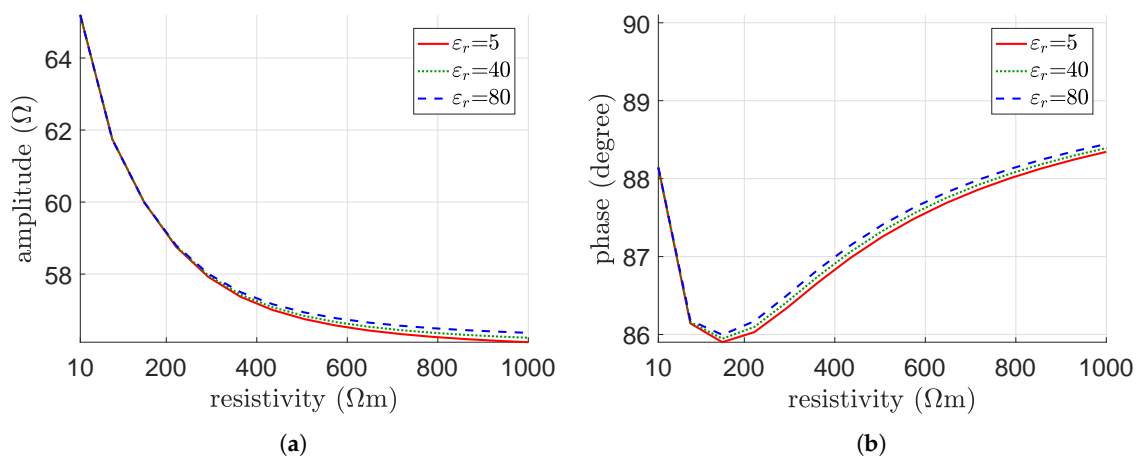 64
62
60
58
10
200
400
600
800
1000
amplitude (Ω)
resistivity (Ωm)
εr=5
εr=40
εr=80
(a)
90
89
88
87
86
10
200
400
600
800
1000
phase (degree)
resistivity (Ωm)
εr=5
εr=40
εr=80
(b)